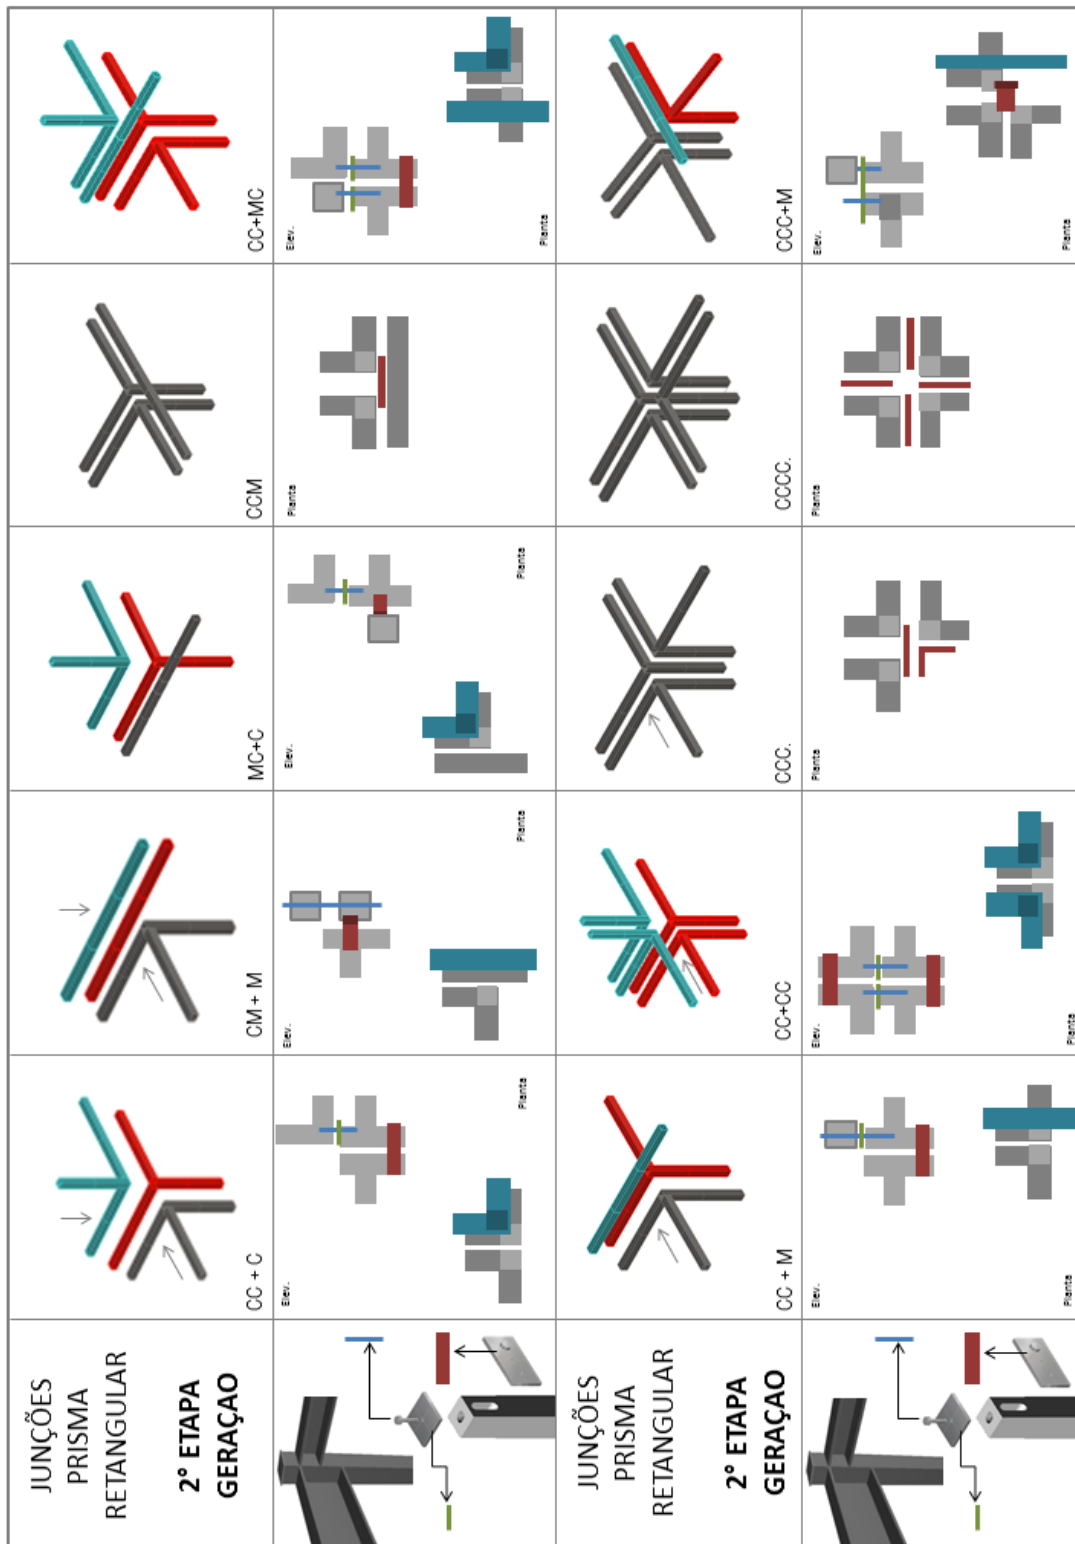 JUNÇÕES
PRISMA
RETANGULAR
2° ETAPA
GERAÇAO
CC + C
CM + M
MC+C
CCM
CC+MC
Elev.
Planta
Elev.
Planta
Elev.
Planta
Planta
Elev.
Planta
JUNÇÕES
PRISMA
RETANGULAR
2° ETAPA
GERAÇAO
CC + M
CC+CC
CCC.
CCCC.
CCC+M
Elev.
Planta
Elev.
Planta
Planta
Planta
Elev.
Planta